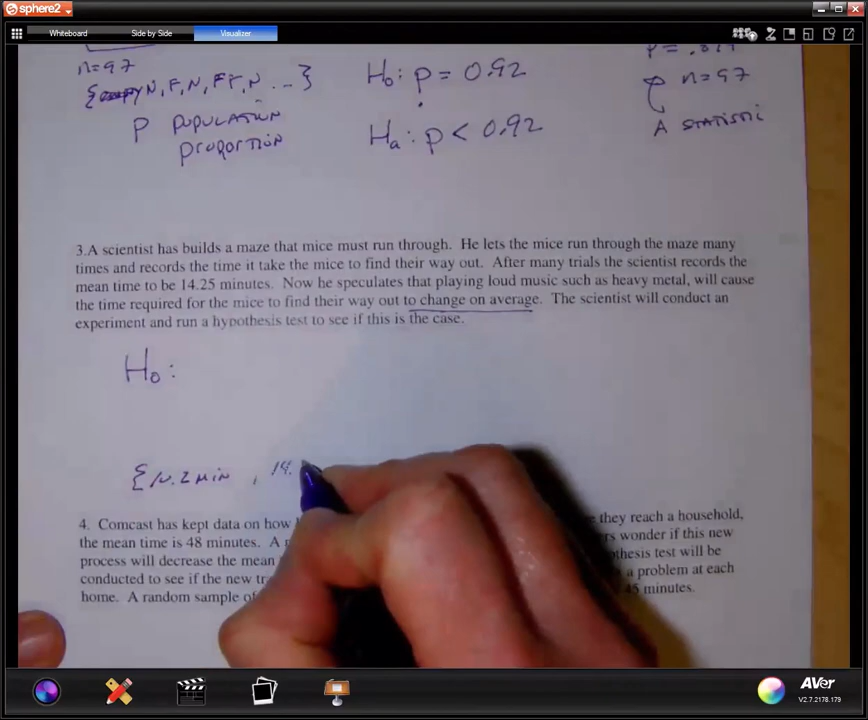 sphere2
Whiteboard Side by Side Visualizer
n=97
N, F, N, FF, N ... }
H₀: p = 0.92
n=97
P POPULATION
PROPORTION
Hₐ: p < 0.92
A STATISTIC
3.A scientist has builds a maze that mice must run through. He lets the mice run through the maze many
times and records the time it take the mice to find their way out. After many trials the scientist records the
mean time to be 14.25 minutes. Now he speculates that playing loud music such as heavy metal, will cause
the time required for the mice to find their way out to change on average. The scientist will conduct an
experiment and run a hypothesis test to see if this is the case.
H₀:
MIN , 14.
4. Comcast has kept data on how they reach a household,
the mean time is 48 minutes. A wonder if this new
process will decrease the mean test will be
conducted to see if the new a problem at each
home. A random sample 45 minutes.
AVer
V2.7.2178.179